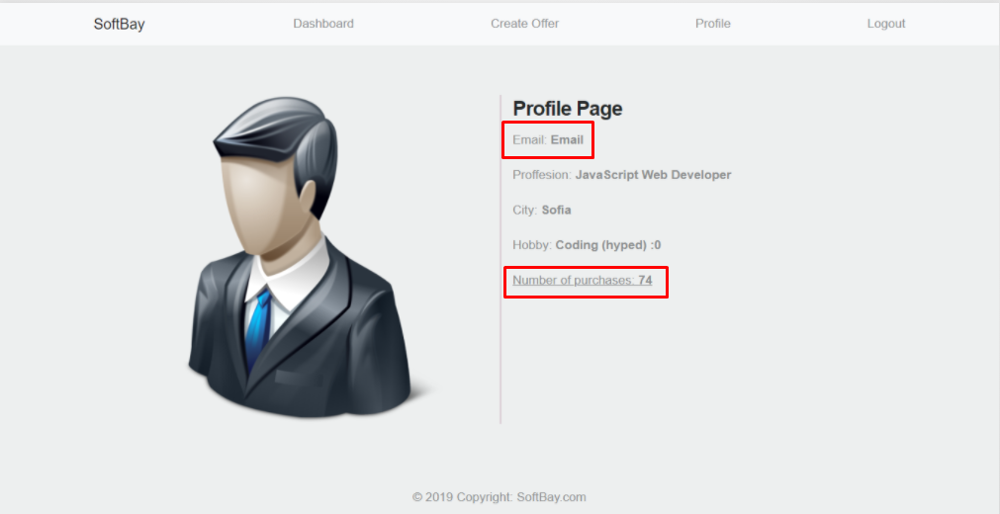 SoftBay Dashboard Create Offer Profile Logout
Profile Page
Email: Email
Proffesion: JavaScript Web Developer
City: Sofia
Hobby: Coding (hyped) :0
Number of purchases: 74
© 2019 Copyright: SoftBay.com